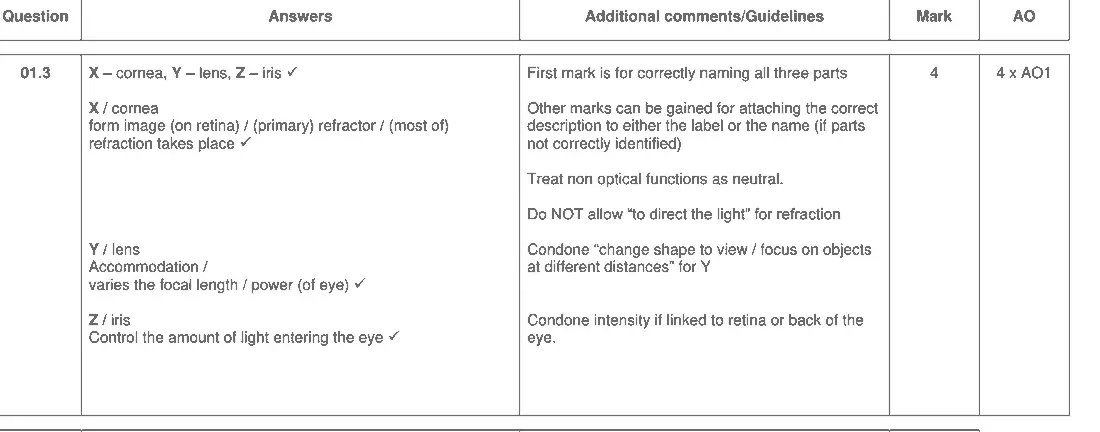 Question Answers Additional comments/Guidelines Mark AO
01.3 X – cornea, Y – lens, Z – iris ✓ First mark is for correctly naming all three parts 4 4 x AO1
X / cornea Other marks can be gained for attaching the correct
form image (on retina) / (primary) refractor / (most of) description to either the label or the name (if parts
refraction takes place ✓ not correctly identified)
Treat non optical functions as neutral.
Do NOT allow “to direct the light” for refraction
Y / lens Condone “change shape to view / focus on objects
Accommodation / at different distances” for Y
varies the focal length / power (of eye) ✓
Z / iris Condone intensity if linked to retina or back of the
Control the amount of light entering the eye ✓ eye.